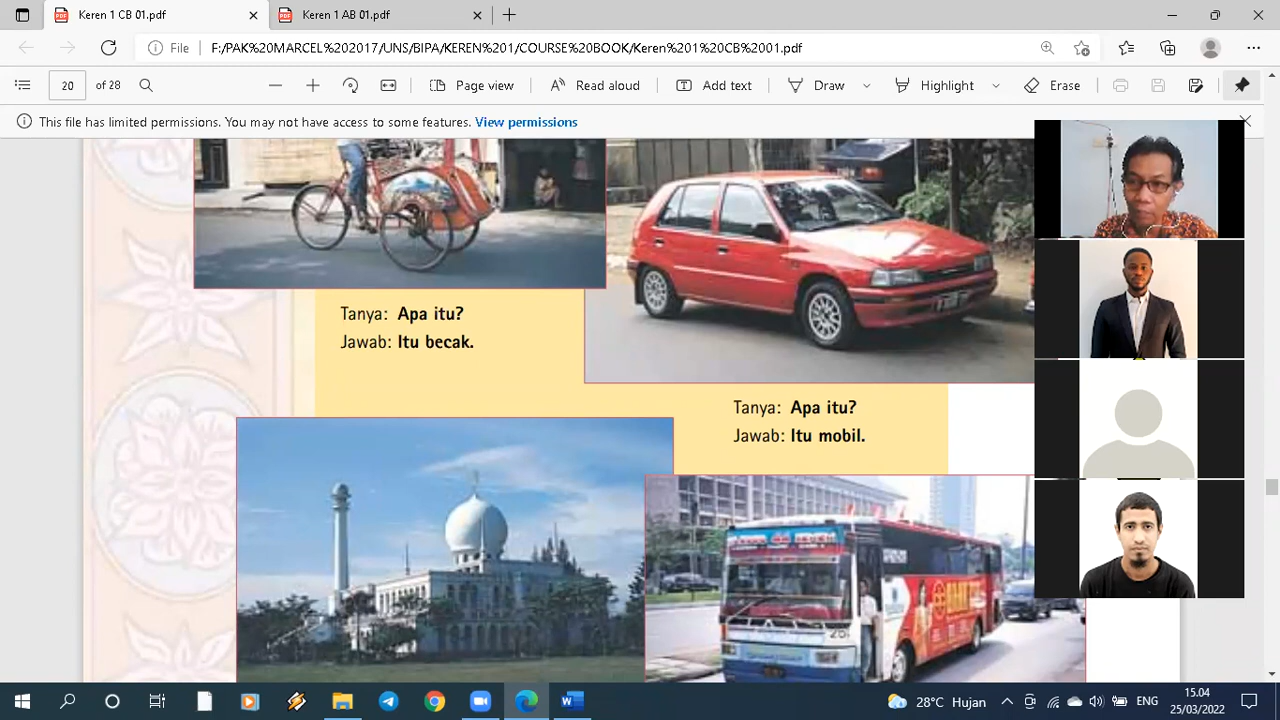 Keren 1 CB 01.pdf
Keren 1 AB 01.pdf
File F:/PAK%20MARCEL%202017/UNS/BIPA/KEREN%201/COURSE%20BOOK/Keren%201%20CB%2001.pdf
20 of 28 Page view Read aloud Add text Draw Highlight Erase
This file has limited permissions. You may not have access to some features. View permissions
Tanya: Apa itu?
Jawab: Itu becak.
Tanya: Apa itu?
Jawab: Itu mobil.
28°C Hujan ENG 15.04
25/03/2022